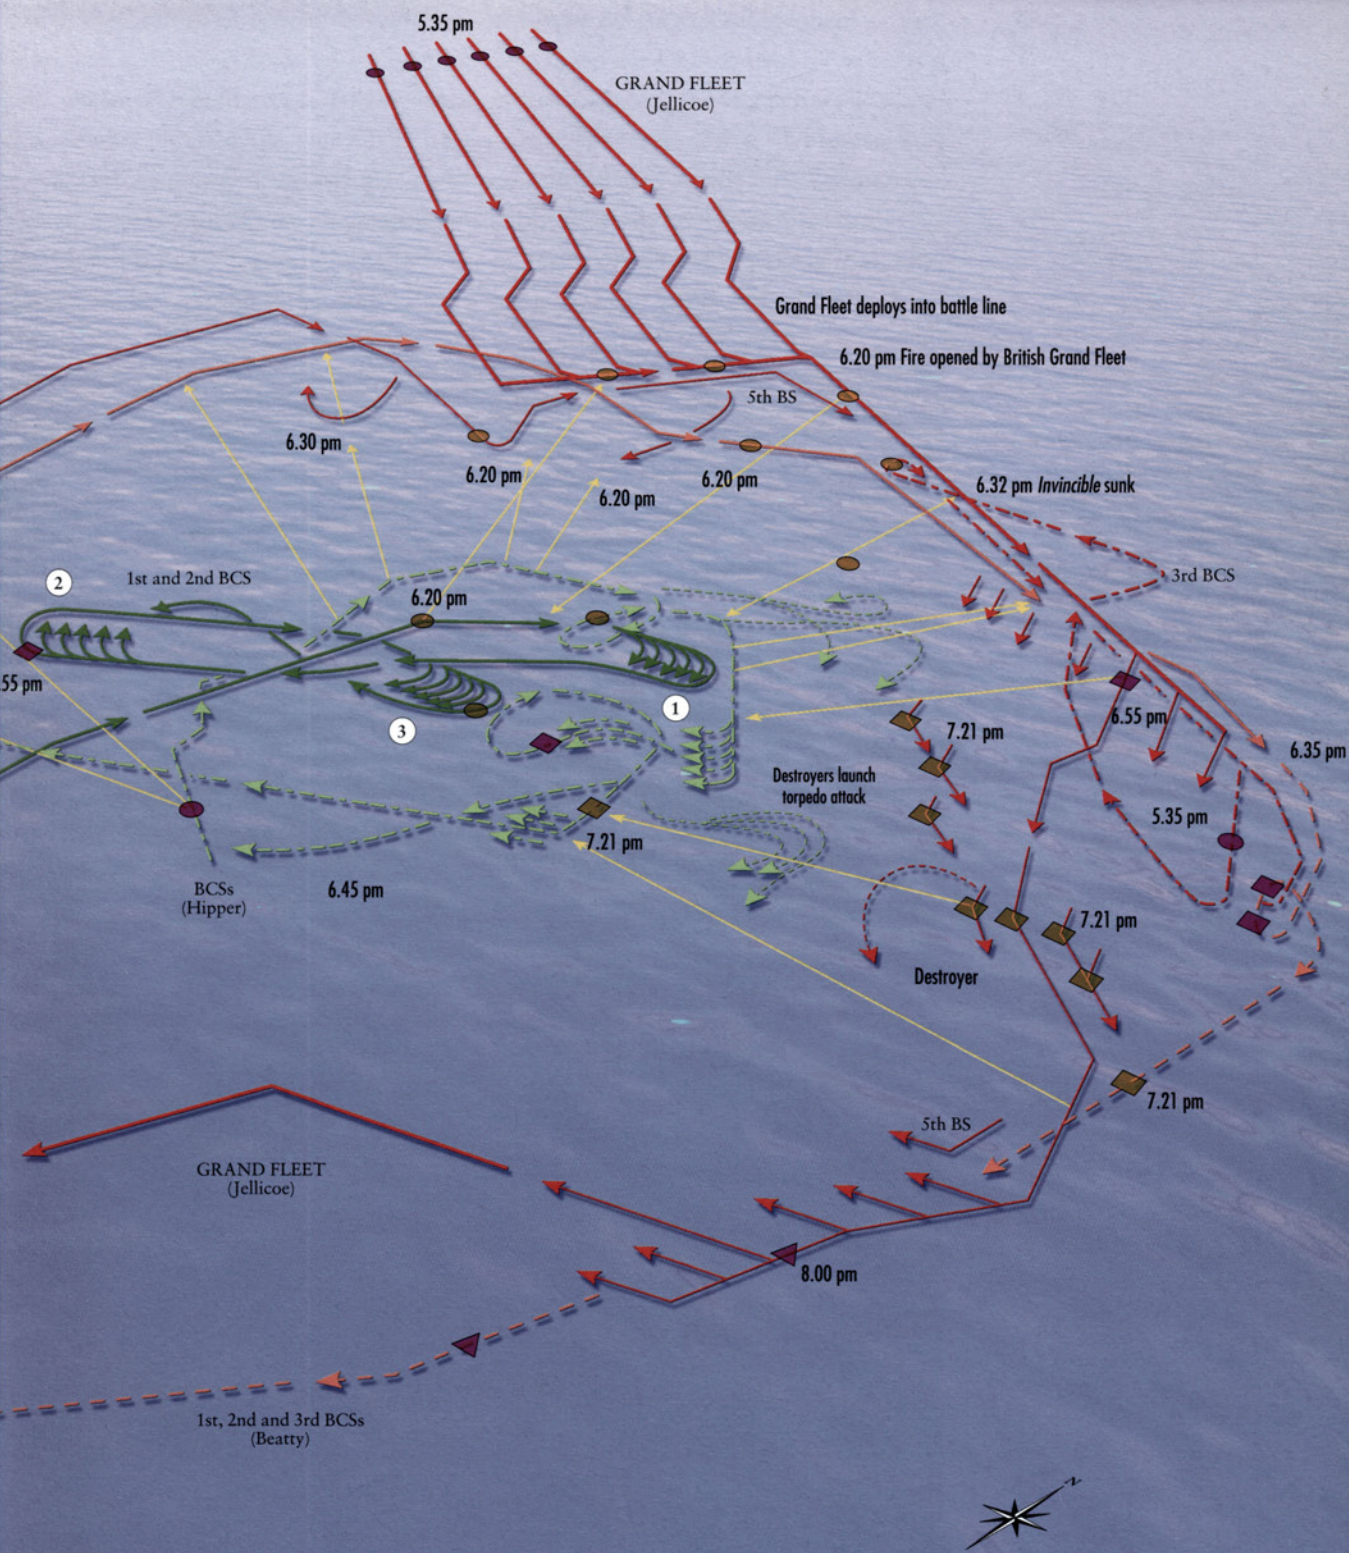 5.35 pm
GRAND FLEET
(Jellicoe)
Grand Fleet deploys into battle line
6.20 pm Fire opened by British Grand Fleet
5th BS
6.30 pm
6.20 pm
6.20 pm
6.20 pm
6.32 pm Invincible sunk
3rd BCS
2
1st and 2nd BCS
6.20 pm
55 pm
1
3
6.55 pm
7.21 pm
6.35 pm
Destroyers launch
torpedo attack
5.35 pm
7.21 pm
BCSs
(Hipper)
6.45 pm
7.21 pm
Destroyer
7.21 pm
5th BS
GRAND FLEET
(Jellicoe)
8.00 pm
1st, 2nd and 3rd BCSs
(Beatty)
N